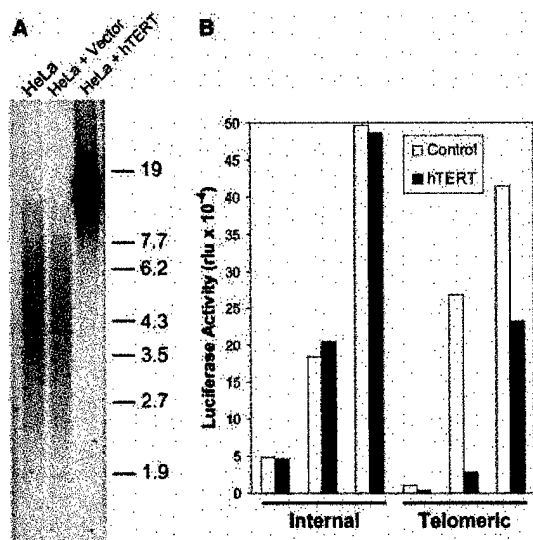 A
HeLa
HeLa + Vector
HeLa + hTERT
19
7.7
6.2
4.3
3.5
2.7
1.9
B
Luciferase Activity (rlu x 10⁻⁴)
50
45
40
35
30
25
20
15
10
5
0
Control
hTERT
Internal
Telomeric